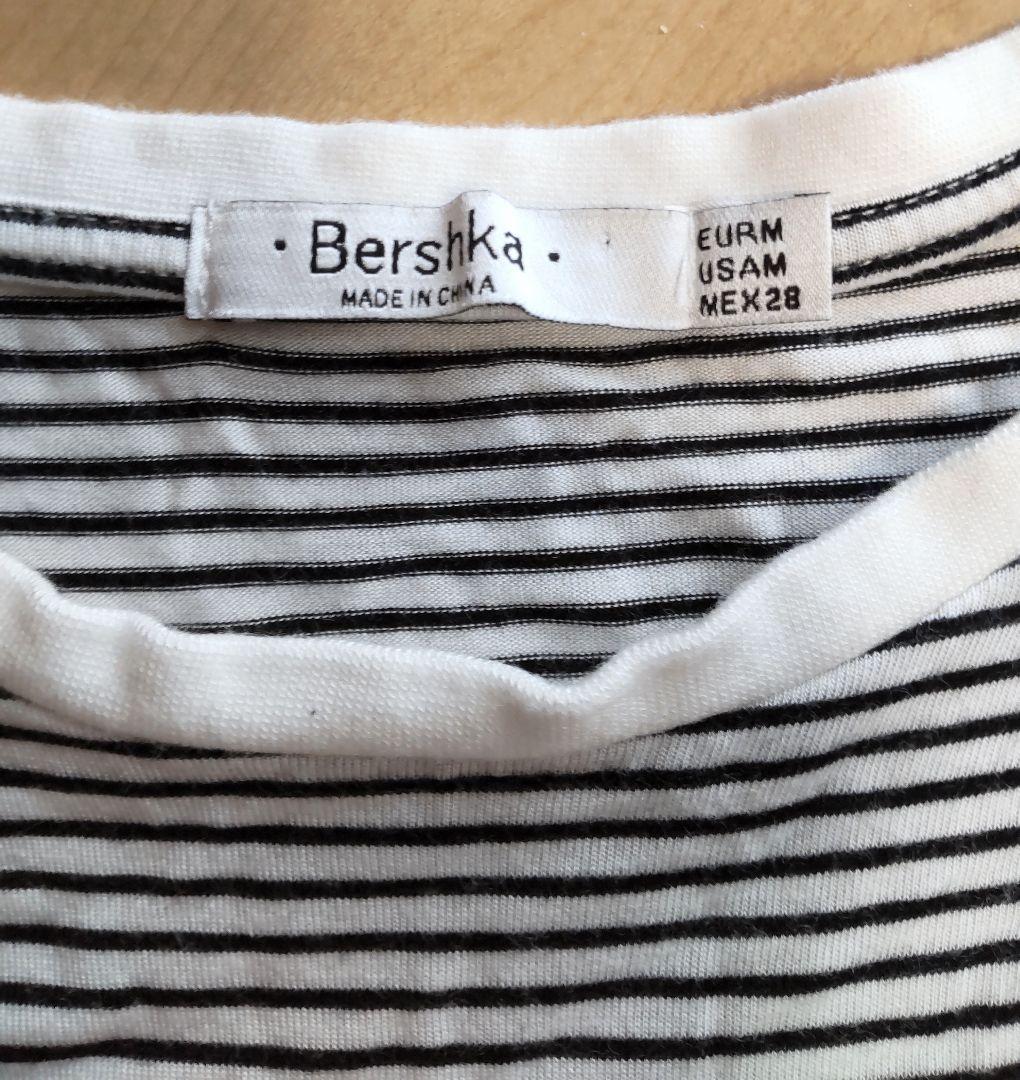 · Bershka ·
MADE IN CHINA
EUR M
USA M
MEX 28